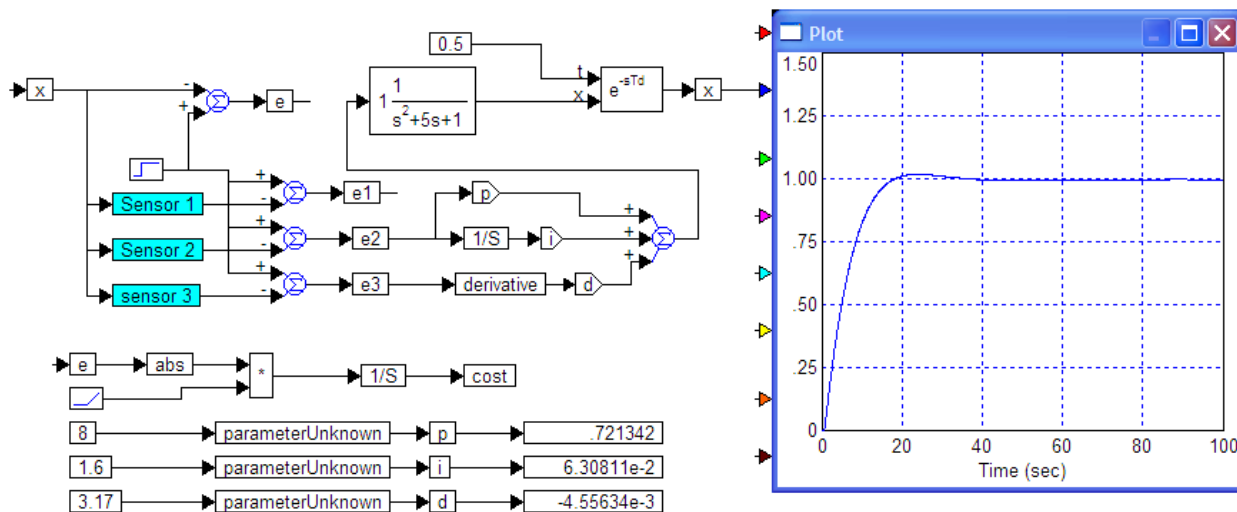 Plot
0.5
t
x
e^-sTd
x
x
-
+
Σ
e
1
1
s²+5s+1
+
-
Σ
e1
Sensor 1
p
+
-
Σ
e2
Sensor 2
1/S
i
+
+
+
Σ
+
-
Σ
e3
sensor 3
derivative
d
e
abs
*
1/S
cost
8
parameterUnknown
p
.721342
1.6
parameterUnknown
i
6.30811e-2
3.17
parameterUnknown
d
-4.55634e-3
1.50
1.25
1.00
.75
.50
.25
0
0 20 40 60 80 100
Time (sec)